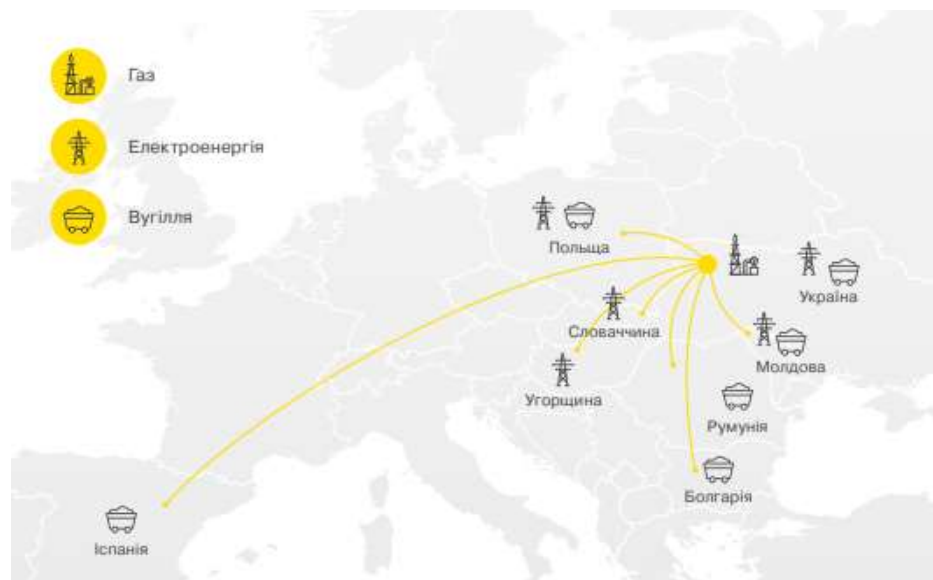 Газ
Електроенергія
Вугілля
Польща
Україна
Словаччина
Молдова
Угорщина
Румунія
Болгарія
Іспанія